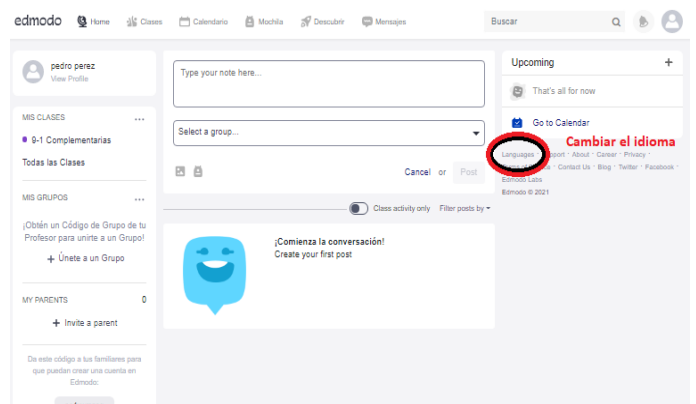 edmodo Home Clases Calendario Mochila Descubrir Mensajes Buscar
pedro perez
View Profile
MIS CLASES ...
9-1 Complementarias
Todas las Clases
MIS GRUPOS ...
¡Obtén un Código de Grupo de tu
Profesor para unirte a un Grupo!
+ Únete a un Grupo
MY PARENTS 0
+ Invite a parent
Da este código a tus familiares para
que puedan crear una cuenta en
Edmodo:
Type your note here...
Select a group...
Cancel or Post
Class activity only Filter posts by
¡Comienza la conversación!
Create your first post
Upcoming +
That's all for now
Go to Calendar
Cambiar el idioma
Languages · Support · About · Career · Privacy ·
Contact Us · Blog · Twitter · Facebook ·
Edmodo Labs
Edmodo © 2021